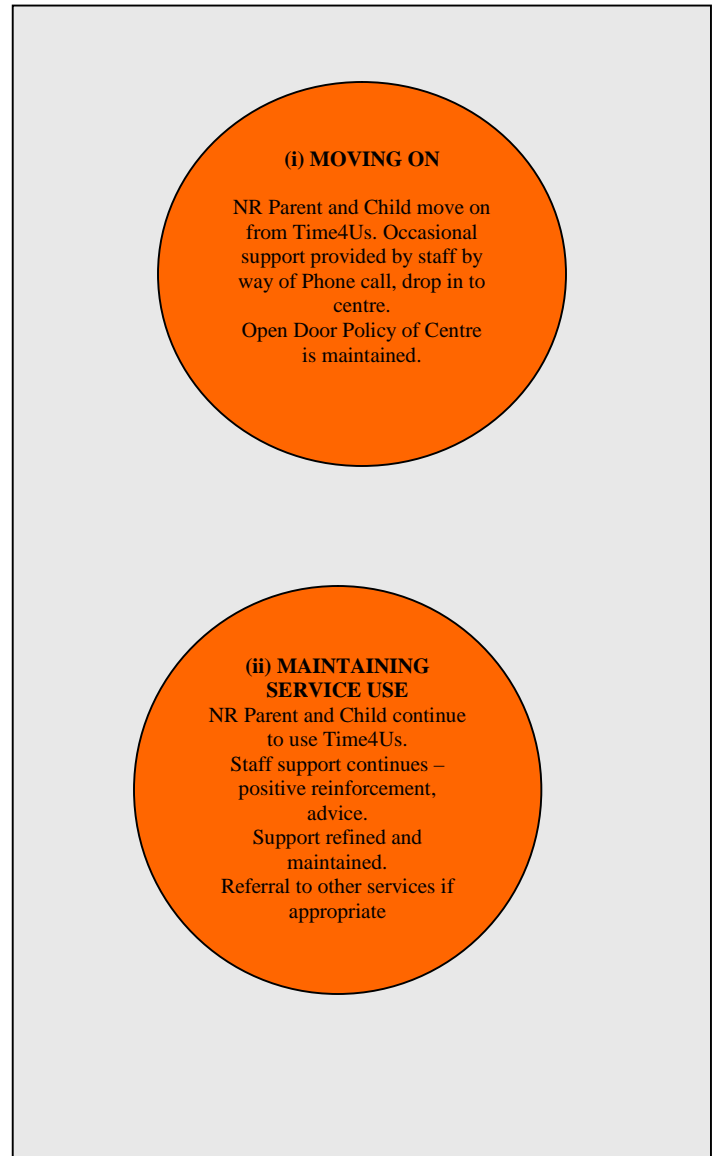 (i) MOVING ON
NR Parent and Child move on
from Time4Us. Occasional
support provided by staff by
way of Phone call, drop in to
centre.
Open Door Policy of Centre
is maintained.
(ii) MAINTAINING
SERVICE USE
NR Parent and Child continue
to use Time4Us.
Staff support continues –
positive reinforcement,
advice.
Support refined and
maintained.
Referral to other services if
appropriate